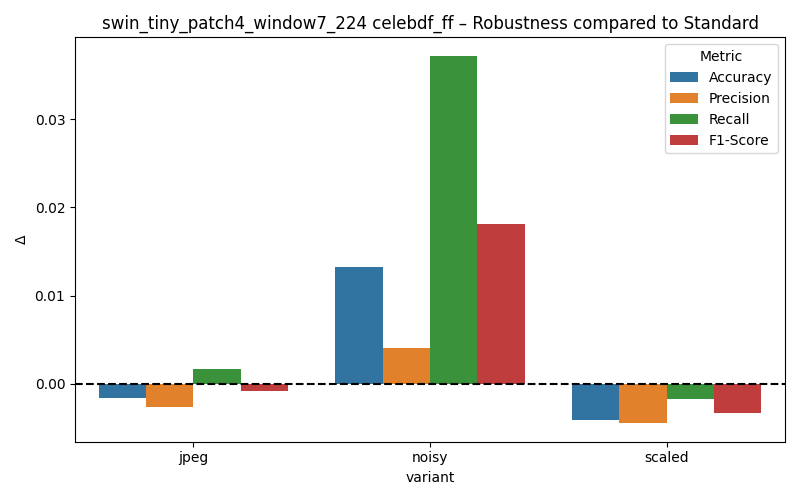 swin_tiny_patch4_window7_224 celebdf_ff – Robustness compared to Standard
Metric
Accuracy
Precision
Recall
F1-Score
Δ
0.03
0.02
0.01
0.00
jpeg
noisy
scaled
variant